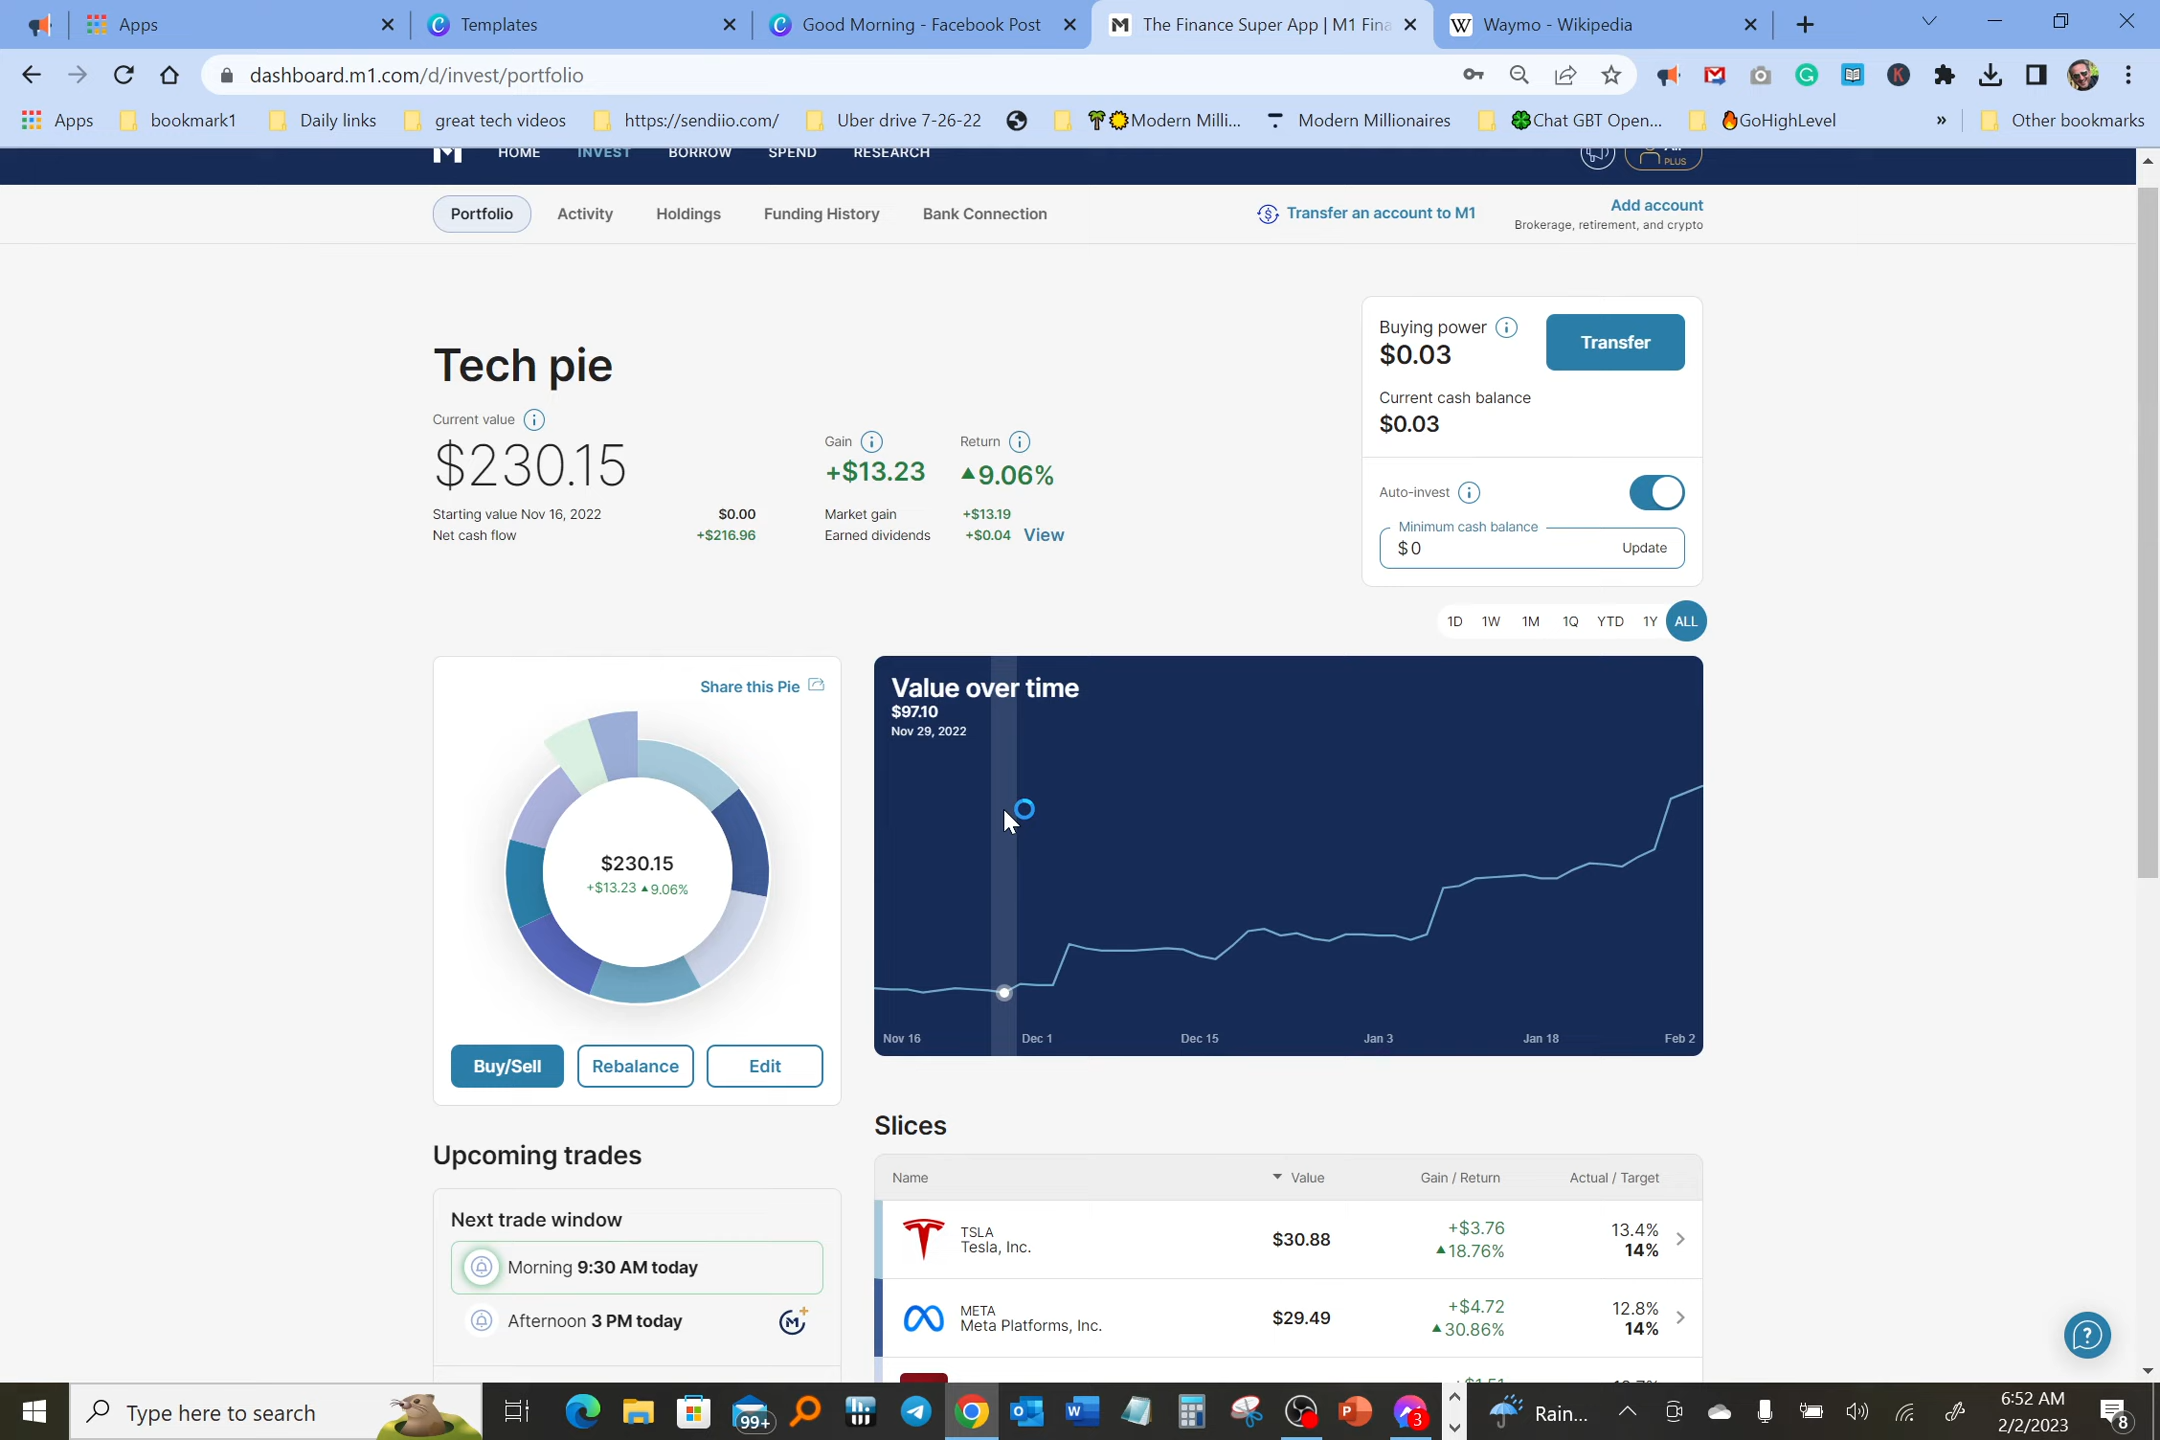 Apps
Templates
Good Morning - Facebook Post
The Finance Super App | M1 Fina
Waymo - Wikipedia
dashboard.m1.com/d/invest/portfolio
Apps
bookmark1
Daily links
great tech videos
https://sendiio.com/
Uber drive 7-26-22
🌴🌞Modern Milli...
Modern Millionaires
🍀Chat GBT Open...
🔥GoHighLevel
»
Other bookmarks
HOME
INVEST
BORROW
SPEND
RESEARCH
PLUS
Portfolio
Activity
Holdings
Funding History
Bank Connection
Transfer an account to M1
Add account
Brokerage, retirement, and crypto
Tech pie
Current value
$230.15
Starting value Nov 16, 2022 $0.00
Net cash flow +$216.96
Gain
+$13.23
Return
9.06%
Market gain +$13.19
Earned dividends +$0.04 View
Buying power
$0.03
Transfer
Current cash balance
$0.03
Auto-invest
Minimum cash balance
$ 0
Update
1D 1W 1M 1Q YTD 1Y ALL
Share this Pie
$230.15
+$13.23 ▲9.06%
Buy/Sell
Rebalance
Edit
Value over time
$97.10
Nov 29, 2022
Nov 16 Dec 1 Dec 15 Jan 3 Jan 18 Feb 2
Upcoming trades
Next trade window
Morning 9:30 AM today
Afternoon 3 PM today
Slices
Name Value Gain / Return Actual / Target
TSLA
Tesla, Inc.
$30.88
+$3.76
▲18.76%
13.4%
14%
META
Meta Platforms, Inc.
$29.49
+$4.72
▲30.86%
12.8%
14%
Type here to search
99+
3
Rain...
6:52 AM
2/2/2023
8